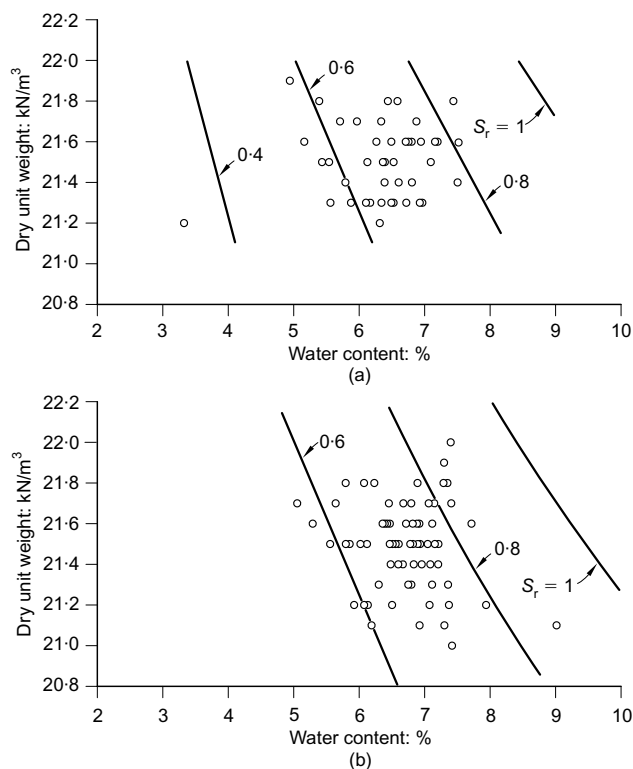 22·2
22·0
21·8
21·6
21·4
21·2
21·0
20·8
Dry unit weight: kN/m³
0·4
0·6
0·8
Sᵣ = 1
2 3 4 5 6 7 8 9 10
Water content: %
(a)
22·2
22·0
21·8
21·6
21·4
21·2
21·0
20·8
Dry unit weight: kN/m³
0·6
0·8
Sᵣ = 1
2 3 4 5 6 7 8 9 10
Water content: %
(b)